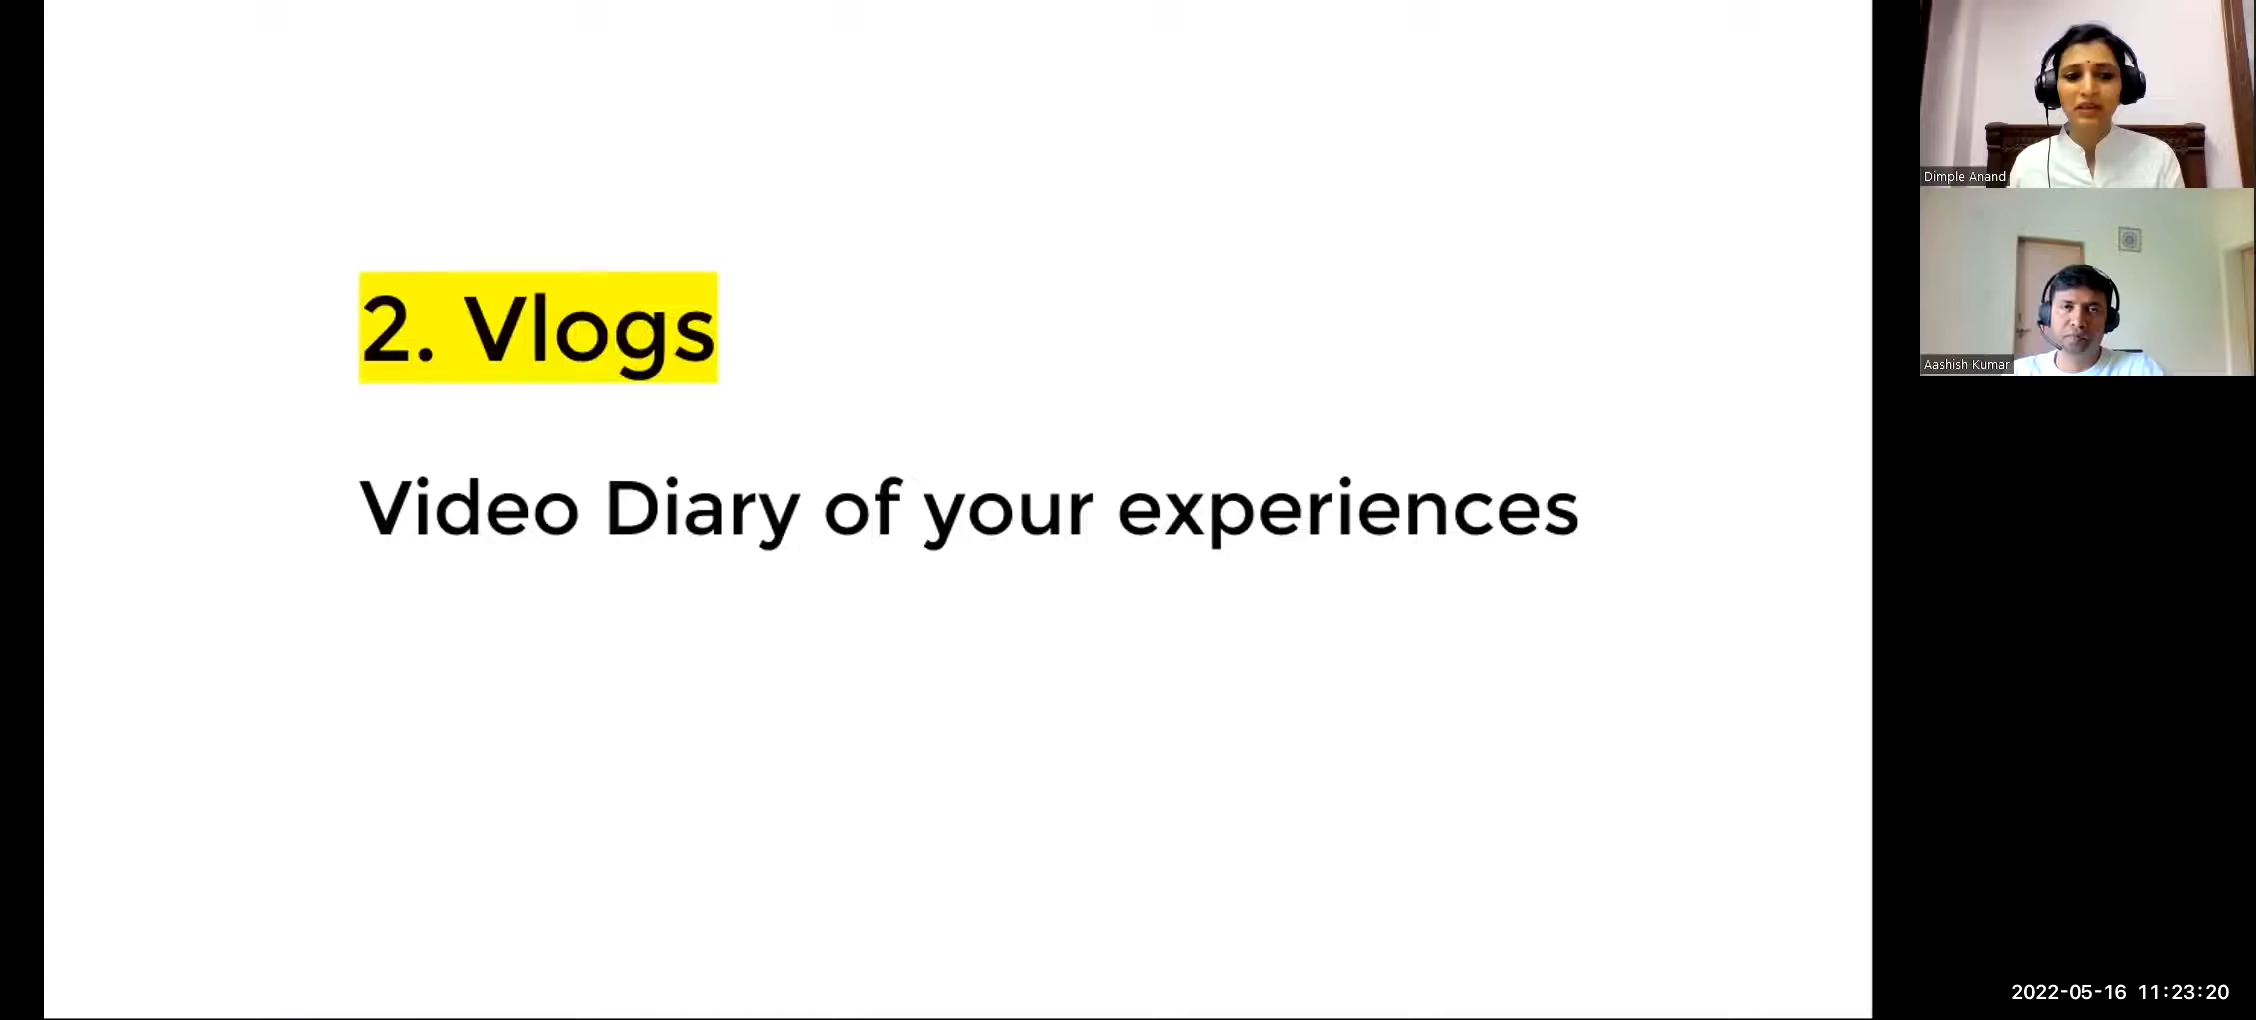 2. Vlogs
Video Diary of your experiences
Dimple Anand
Aashish Kumar
2022-05-16 11:23:20